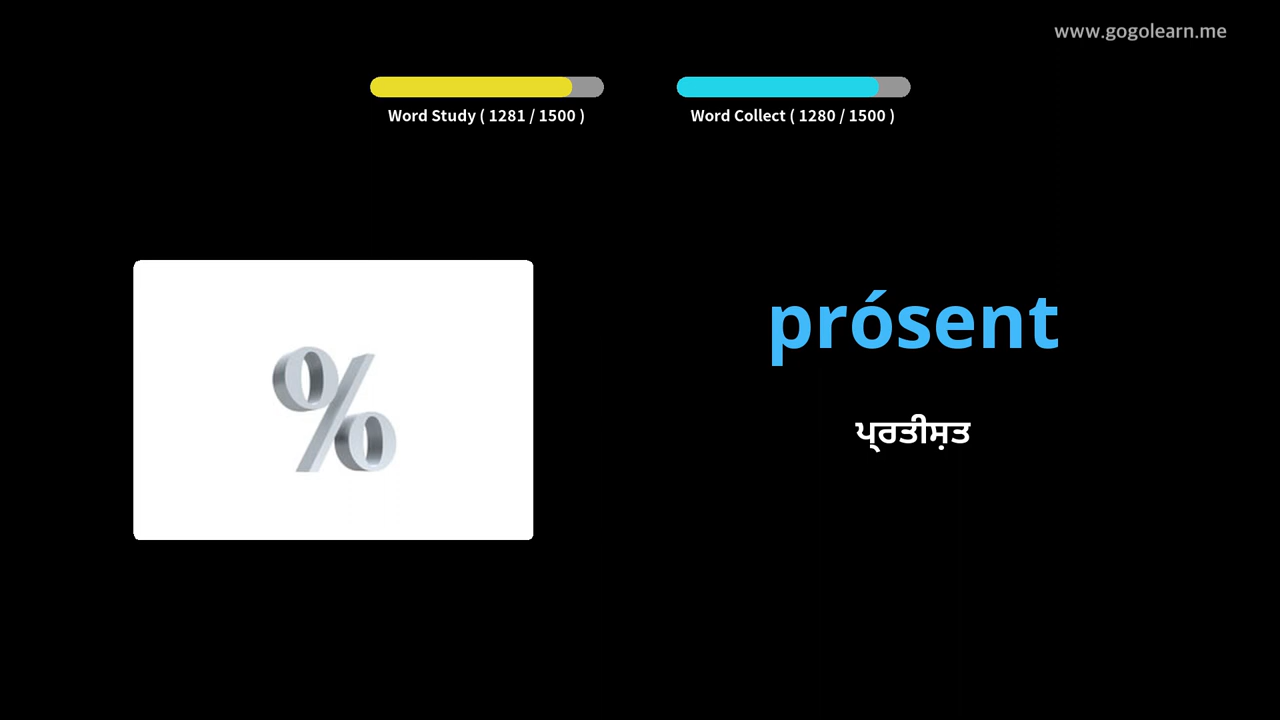 www.gogolearn.me
Word Study ( 1281 / 1500 )
Word Collect ( 1280 / 1500 )
%
prósent
ਪ੍ਰਤੀਸ਼ਤ